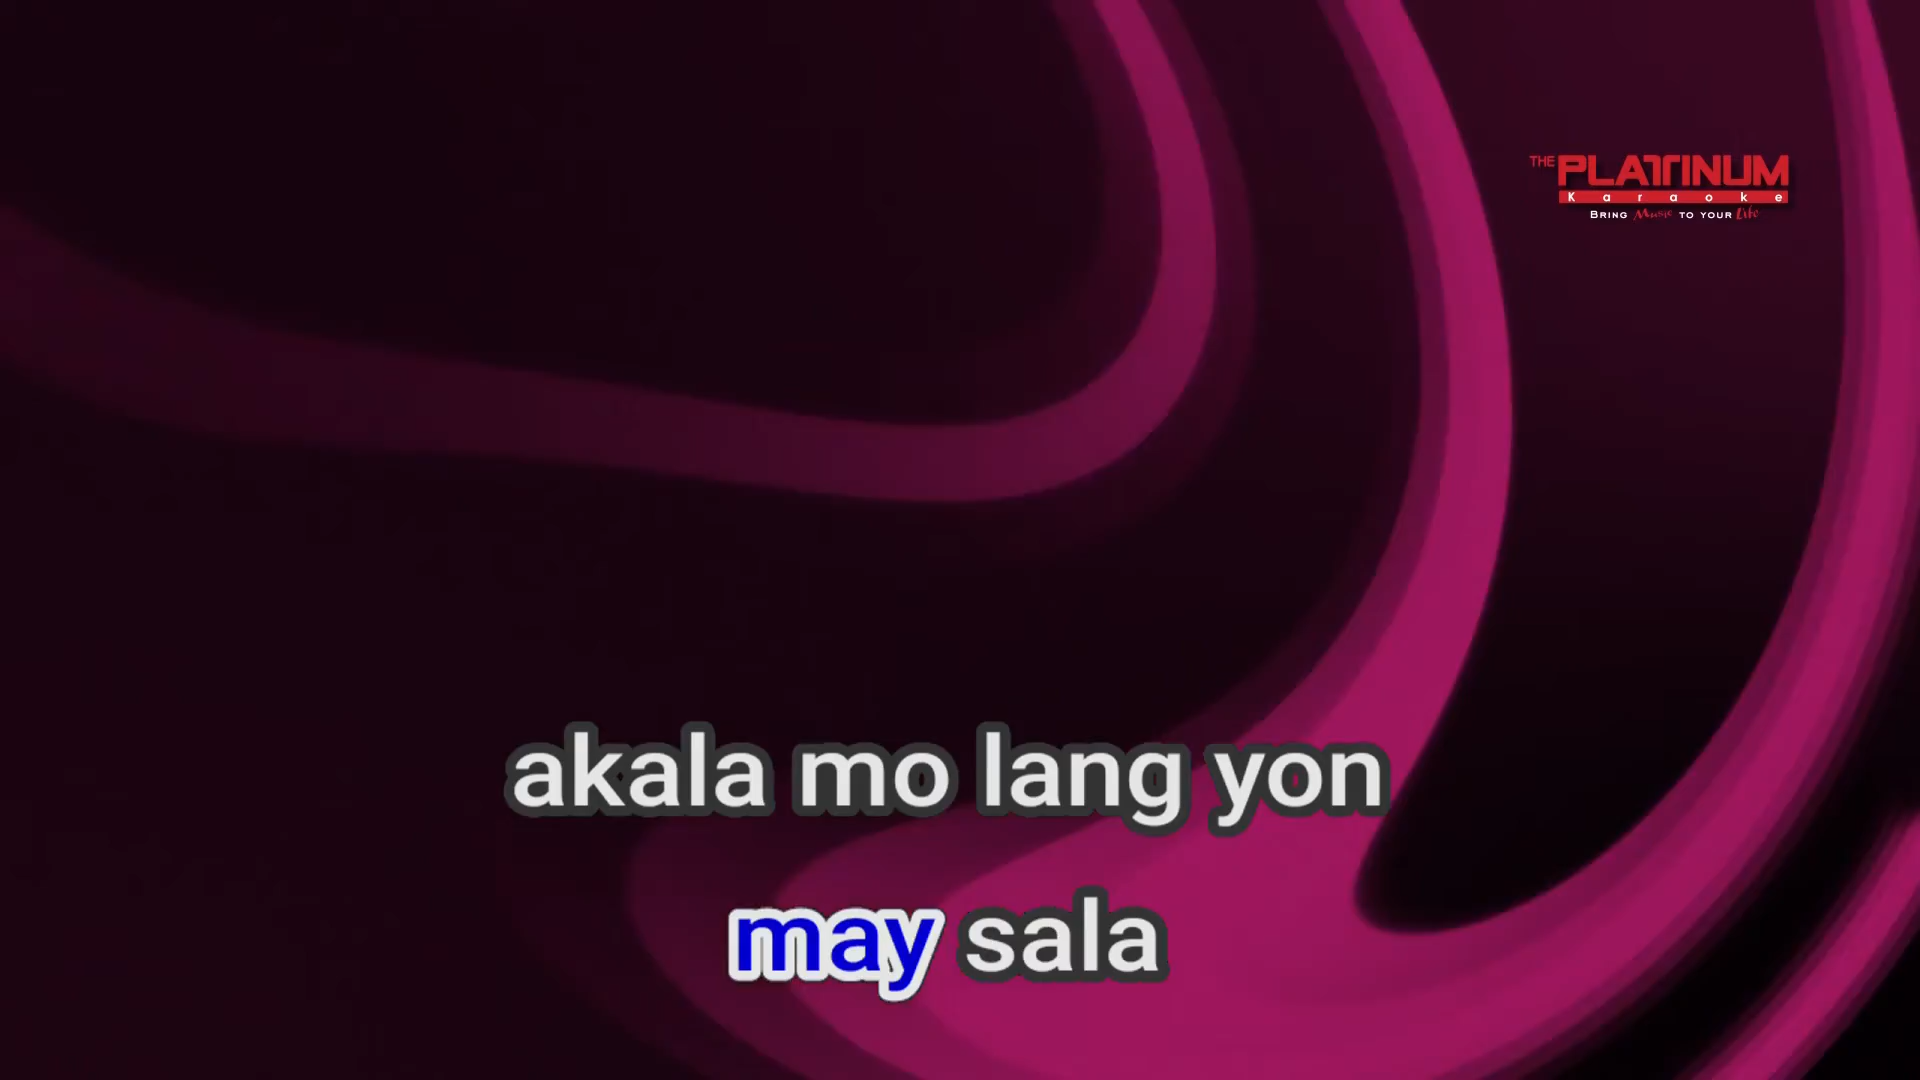 THE PLATINUM
Karaoke
BRING Music TO YOUR Life
akala mo lang yon
may sala